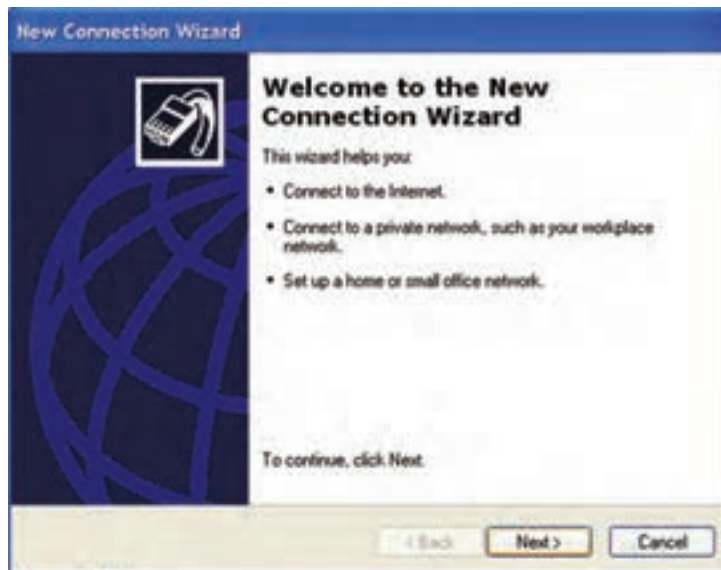 New Connection Wizard
Welcome to the New
Connection Wizard
This wizard helps you:
• Connect to the Internet.
• Connect to a private network, such as your workplace
network.
• Set up a home or small office network.
To continue, click Next.
< Back Next > Cancel